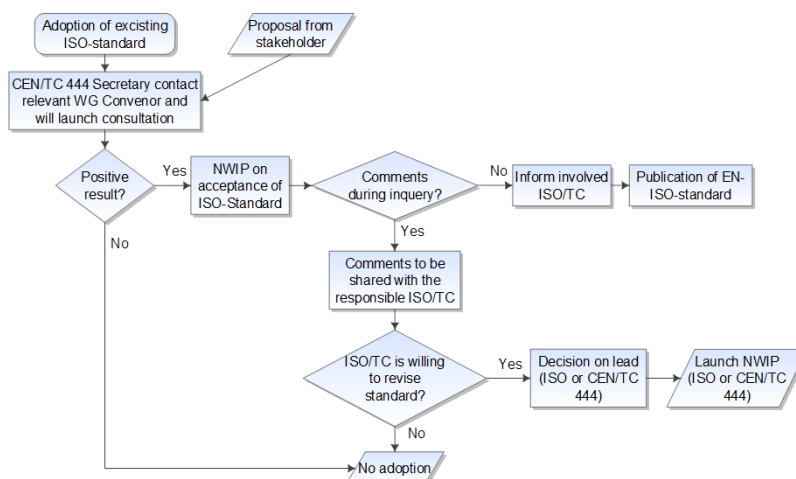 Adoption of excisting
ISO-standard
Proposal from
stakeholder
CEN/TC 444 Secretary contact
relevant WG Convenor and
will launch consultation
Positive
result?
Yes
NWIP on
acceptance of
ISO-Standard
Comments
during inquery?
No
Inform involved
ISO/TC
Publication of EN-
ISO-standard
No
Yes
Comments to be
shared with the
responsible ISO/TC
ISO/TC is willing
to revise
standard?
Yes
Decision on lead
(ISO or CEN/TC
444)
Launch NWIP
(ISO or CEN/TC
444)
No
No adoption